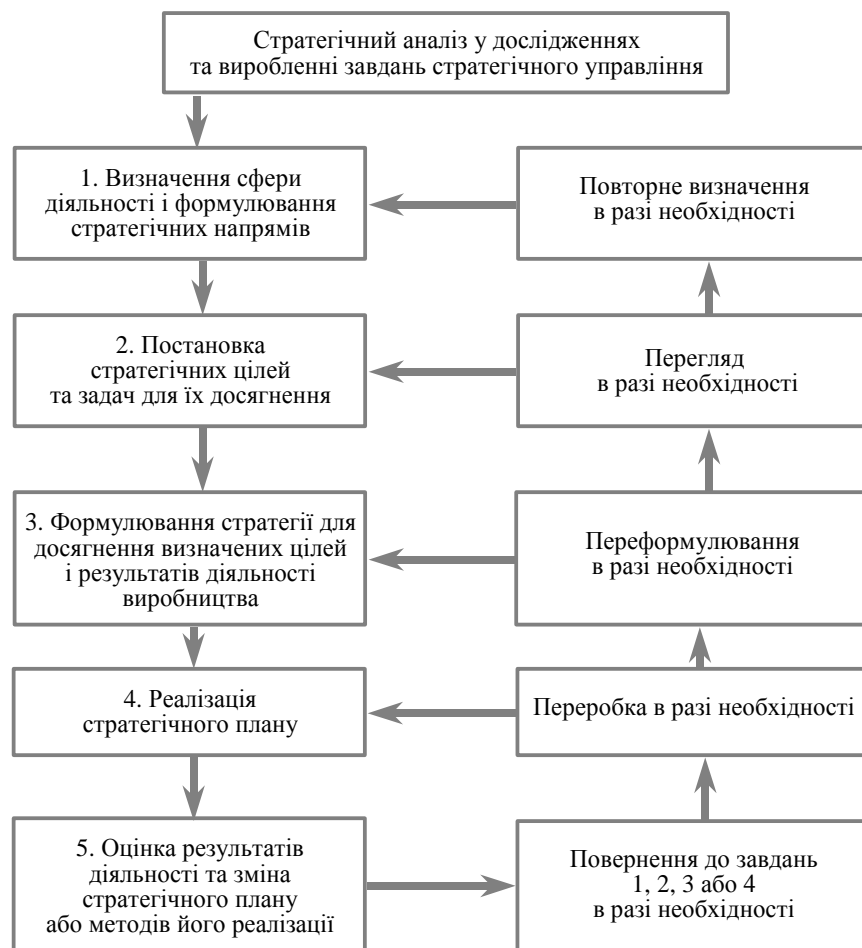 Стратегічний аналіз у дослідженнях
та виробленні завдань стратегічного управління
1. Визначення сфери
діяльності і формулювання
стратегічних напрямів
Повторне визначення
в разі необхідності
2. Постановка
стратегічних цілей
та задач для їх досягнення
Перегляд
в разі необхідності
3. Формулювання стратегії для
досягнення визначених цілей
і результатів діяльності
виробництва
Переформулювання
в разі необхідності
4. Реалізація
стратегічного плану
Переробка в разі необхідності
5. Оцінка результатів
діяльності та зміна
стратегічного плану
або методів його реалізації
Повернення до завдань
1, 2, 3 або 4
в разі необхідності